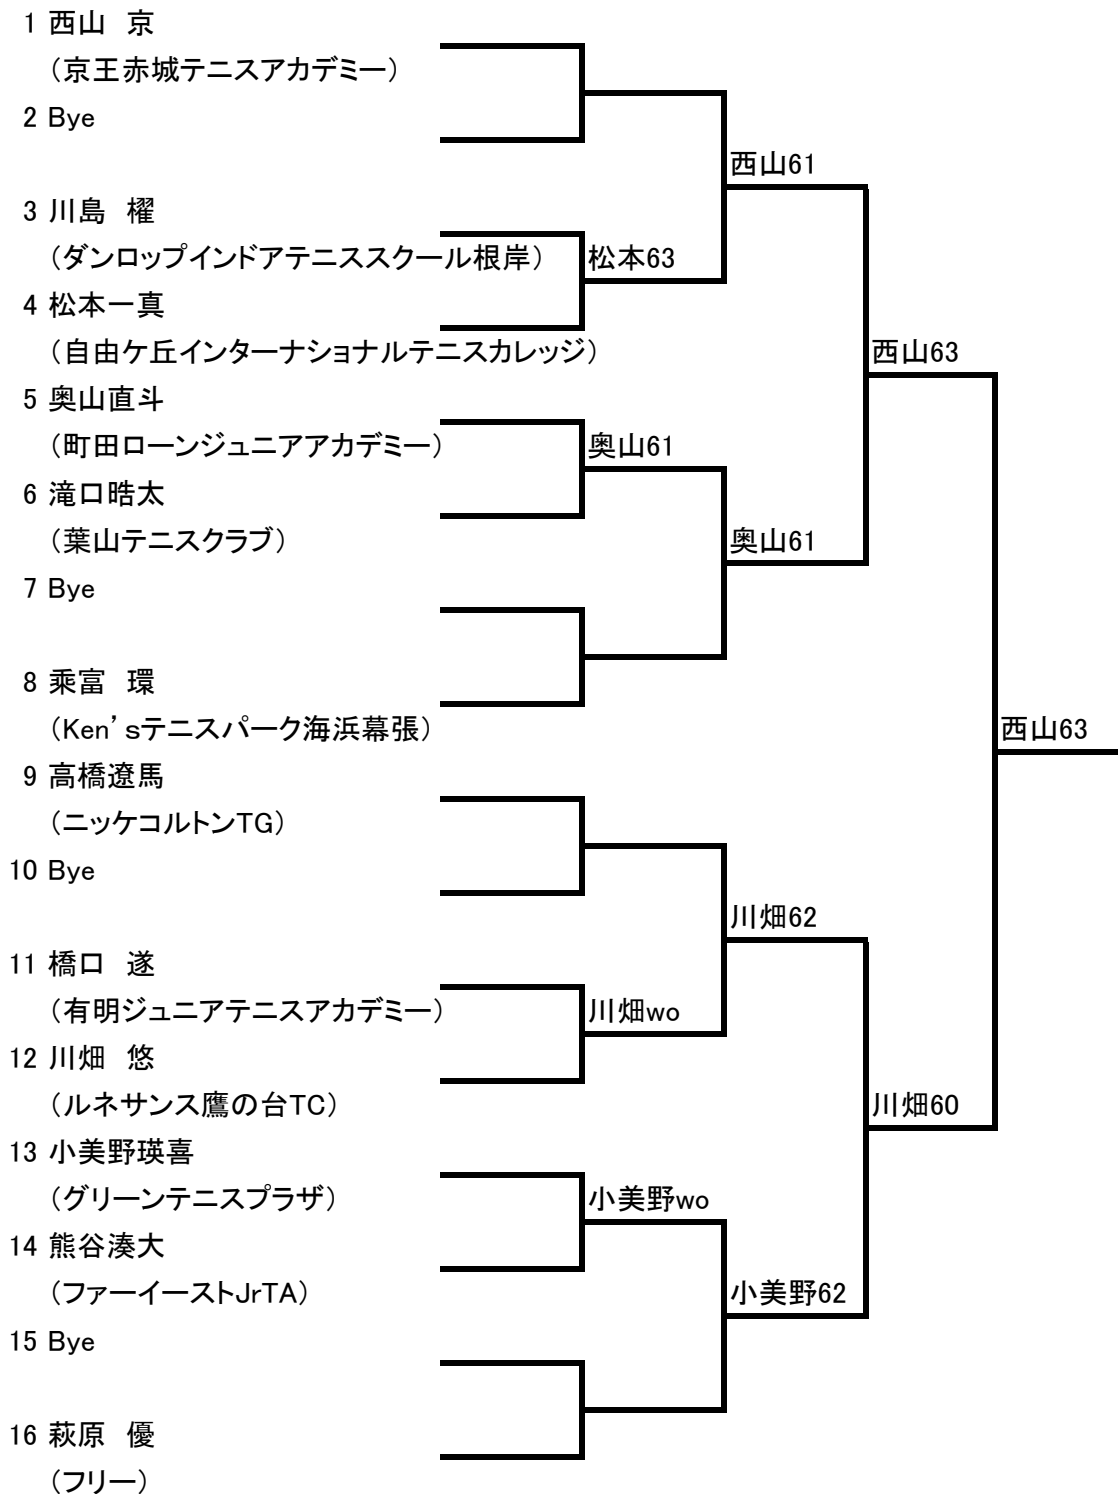 1 西山　京
（京王赤城テニスアカデミー）
2 Bye
西山61
3 川島　櫂
（ダンロップインドアテニススクール根岸）
松本63
4 松本一真
（自由ケ丘インターナショナルテニスカレッジ）
西山63
5 奥山直斗
（町田ローンジュニアアカデミー）
奥山61
6 滝口晧太
（葉山テニスクラブ）
奥山61
7 Bye
8 乘富　環
（Ken’sテニスパーク海浜幕張）
西山63
9 高橋遼馬
（ニッケコルトンTG）
10 Bye
川畑62
11 橋口　遂
（有明ジュニアテニスアカデミー）
川畑wo
12 川畑　悠
（ルネサンス鷹の台TC）
川畑60
13 小美野瑛喜
（グリーンテニスプラザ）
小美野wo
14 熊谷湊大
（ファーイーストJrTA）
小美野62
15 Bye
16 萩原　優
（フリー）